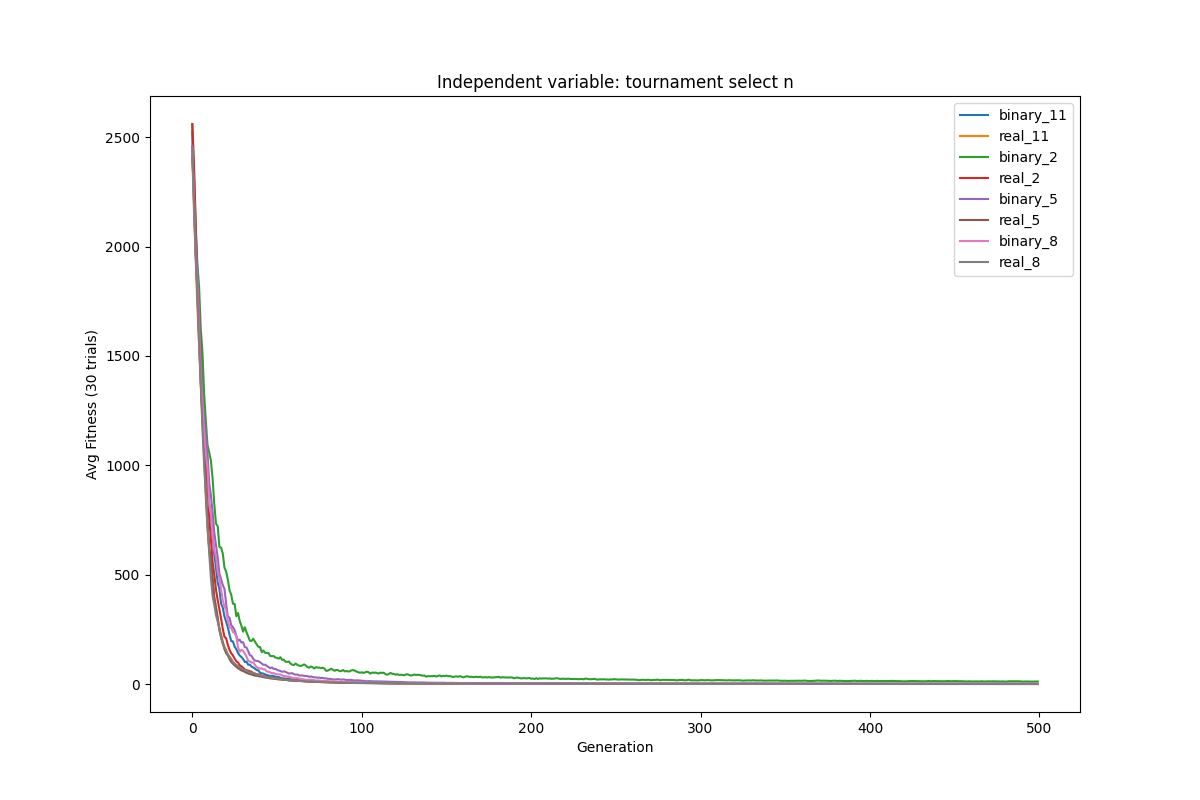 Independent variable: tournament select n
binary_11
real_11
binary_2
real_2
binary_5
real_5
binary_8
real_8
Avg Fitness (30 trials)
2500
2000
1500
1000
500
0
0 100 200 300 400 500
Generation